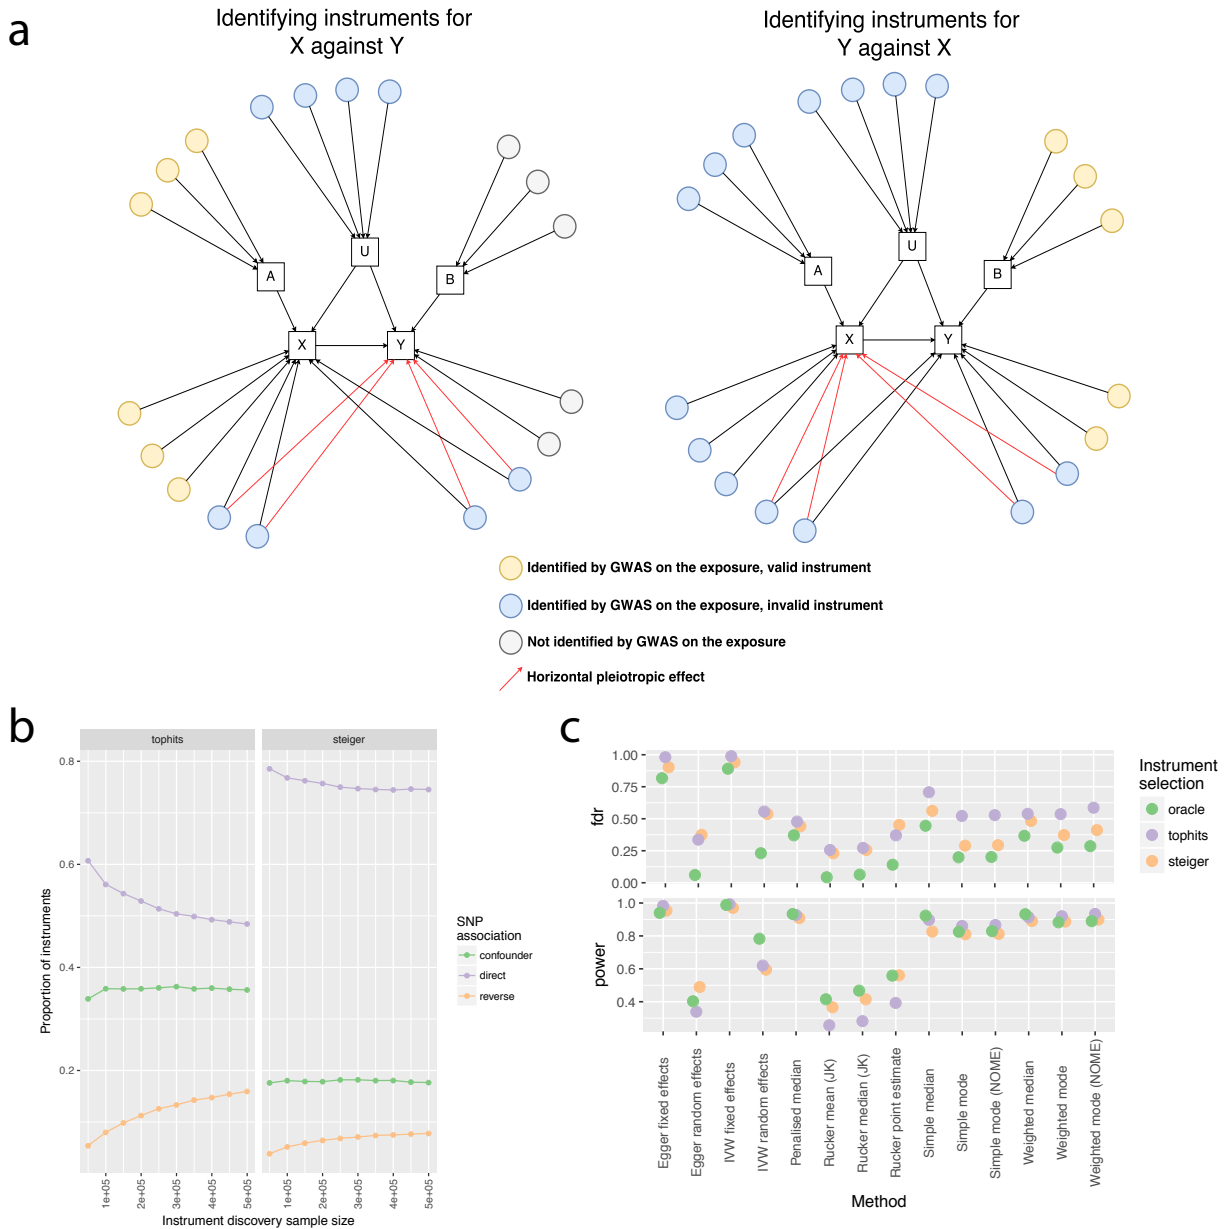 a
Identifying instruments for
X against Y
Identifying instruments for
Y against X
U
A
B
X
Y
U
A
B
X
Y
Identified by GWAS on the exposure, valid instrument
Identified by GWAS on the exposure, invalid instrument
Not identified by GWAS on the exposure
Horizontal pleiotropic effect
b
tophits
steiger
0.8
0.6
0.4
0.2
Proportion of instruments
1e+05
2e+05
3e+05
4e+05
5e+05
1e+05
2e+05
3e+05
4e+05
5e+05
Instrument discovery sample size
SNP
association
confounder
direct
reverse
c
1.00
0.75
0.50
0.25
0.00
fdr
1.0
0.8
0.6
0.4
power
Egger fixed effects
Egger random effects
IVW fixed effects
IVW random effects
Penalised median
Rucker mean (JK)
Rucker median (JK)
Rucker point estimate
Simple median
Simple mode
Simple mode (NOME)
Weighted median
Weighted mode
Weighted mode (NOME)
Method
Instrument
selection
oracle
tophits
steiger